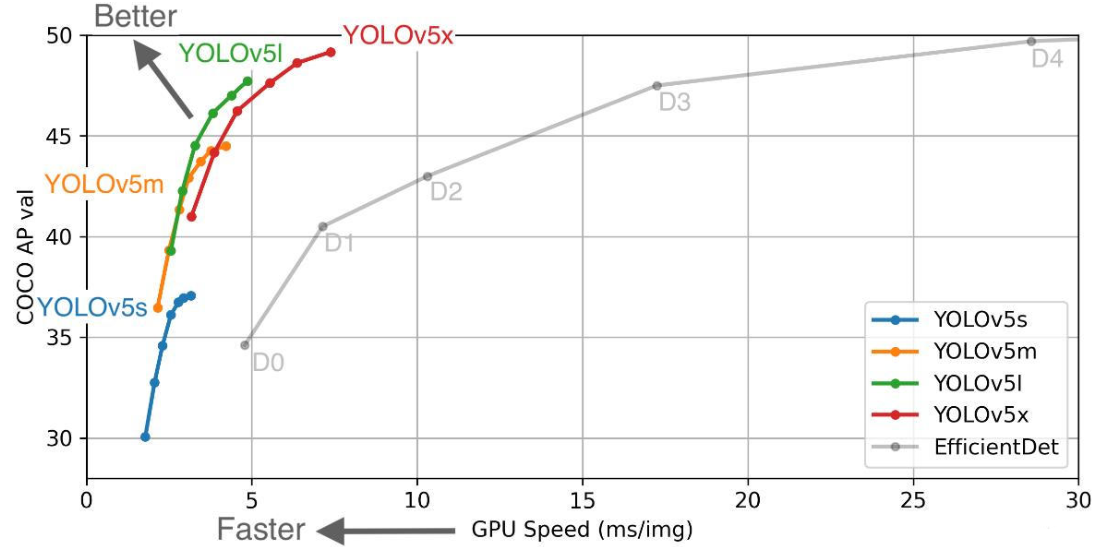 Better
YOLOv5x
YOLOv5l
50
D4
D3
45
YOLOv5m
D2
COCO AP val
40
D1
YOLOv5s
35
D0
YOLOv5s
YOLOv5m
YOLOv5l
YOLOv5x
EfficientDet
30
0 5 10 15 20 25 30
Faster GPU Speed (ms/img)